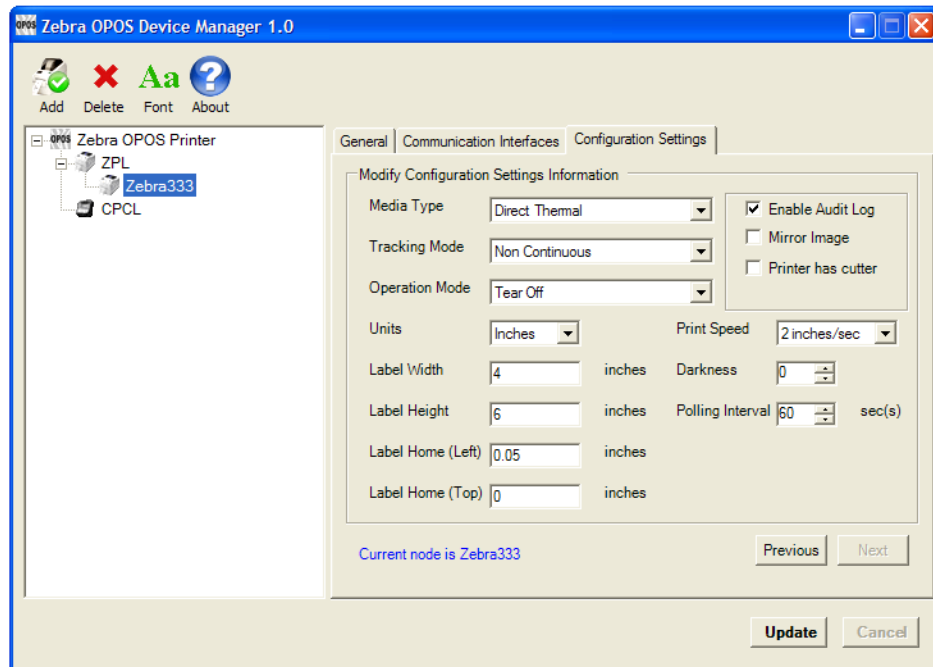 OPOS Zebra OPOS Device Manager 1.0
Add Delete Font About
Aa
?
OPOS Zebra OPOS Printer
ZPL
Zebra333
CPCL
General Communication Interfaces Configuration Settings
Modify Configuration Settings Information
Media Type Direct Thermal
Enable Audit Log
Tracking Mode Non Continuous
Mirror Image
Printer has cutter
Operation Mode Tear Off
Units Inches Print Speed 2 inches/sec
Label Width 4 inches Darkness 0
Label Height 6 inches Polling Interval 60 sec(s)
Label Home (Left) 0.05 inches
Label Home (Top) 0 inches
Current node is Zebra333
Previous Next
Update Cancel